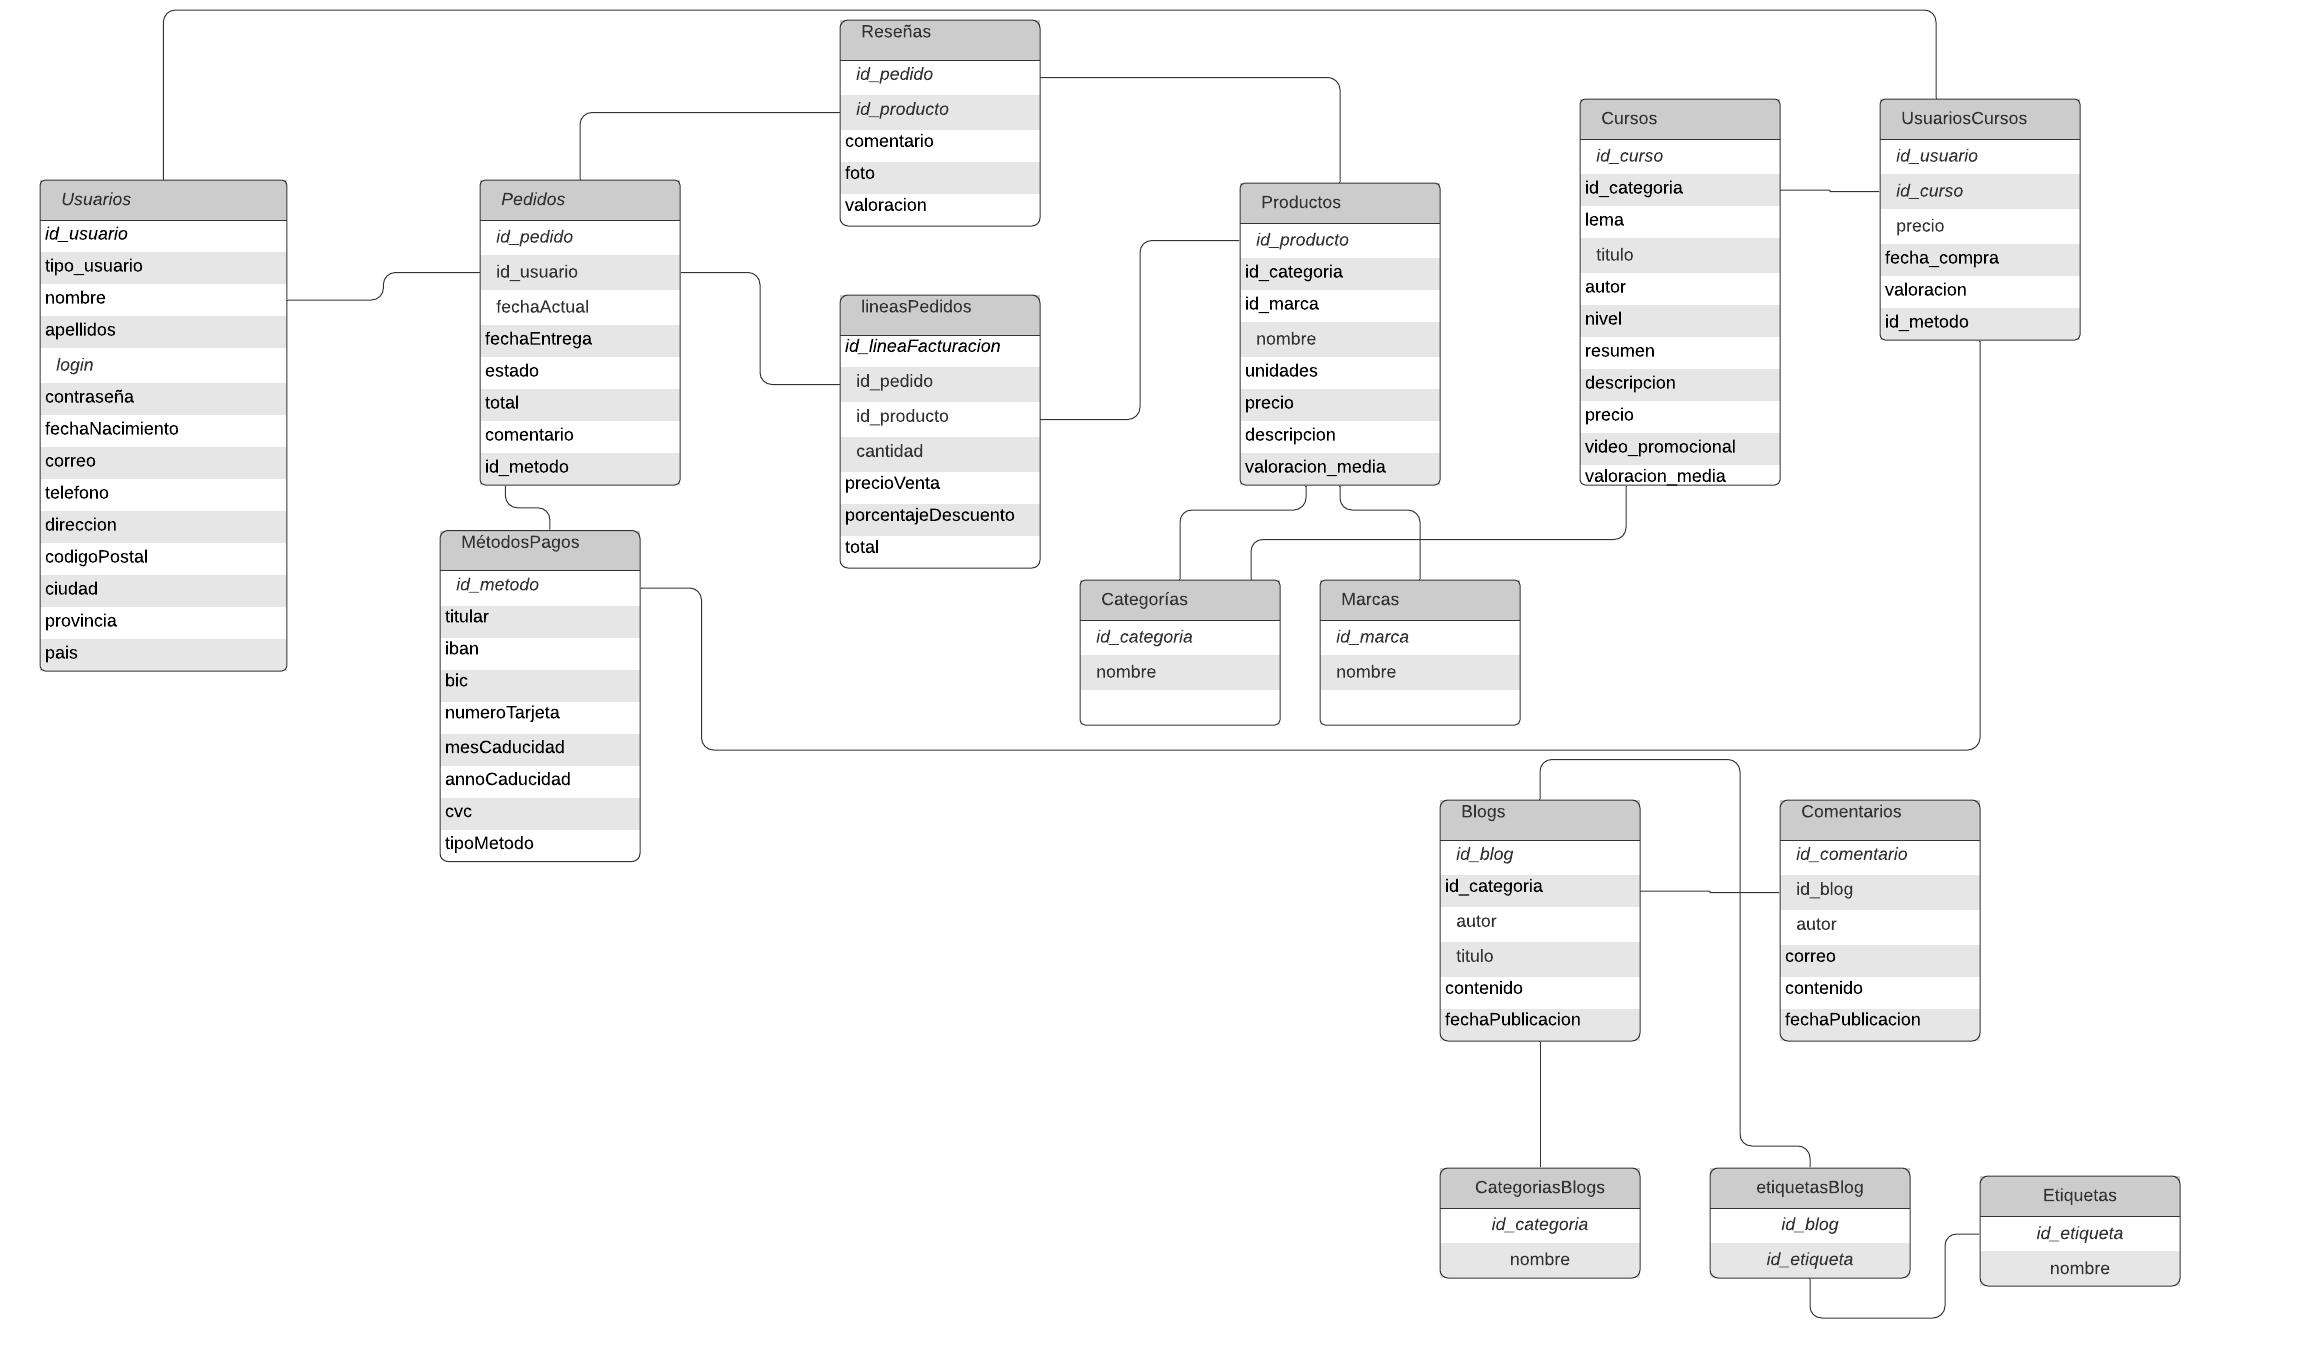 Reseñas
id_pedido
id_producto
comentario
foto
valoracion
Usuarios
id_usuario
tipo_usuario
nombre
apellidos
login
contraseña
fechaNacimiento
correo
telefono
direccion
codigoPostal
ciudad
provincia
pais
Pedidos
id_pedido
id_usuario
fechaActual
fechaEntrega
estado
total
comentario
id_metodo
lineasPedidos
id_lineaFacturacion
id_pedido
id_producto
cantidad
precioVenta
porcentajeDescuento
total
Productos
id_producto
id_categoria
id_marca
nombre
unidades
precio
descripcion
valoracion_media
Cursos
id_curso
id_categoria
lema
titulo
autor
nivel
resumen
descripcion
precio
video_promocional
valoracion_media
UsuariosCursos
id_usuario
id_curso
precio
fecha_compra
valoracion
id_metodo
MétodosPagos
id_metodo
titular
iban
bic
numeroTarjeta
mesCaducidad
annoCaducidad
cvc
tipoMetodo
Categorías
id_categoria
nombre
Marcas
id_marca
nombre
Blogs
id_blog
id_categoria
autor
titulo
contenido
fechaPublicacion
Comentarios
id_comentario
id_blog
autor
correo
contenido
fechaPublicacion
CategoriasBlogs
id_categoria
nombre
etiquetasBlog
id_blog
id_etiqueta
Etiquetas
id_etiqueta
nombre